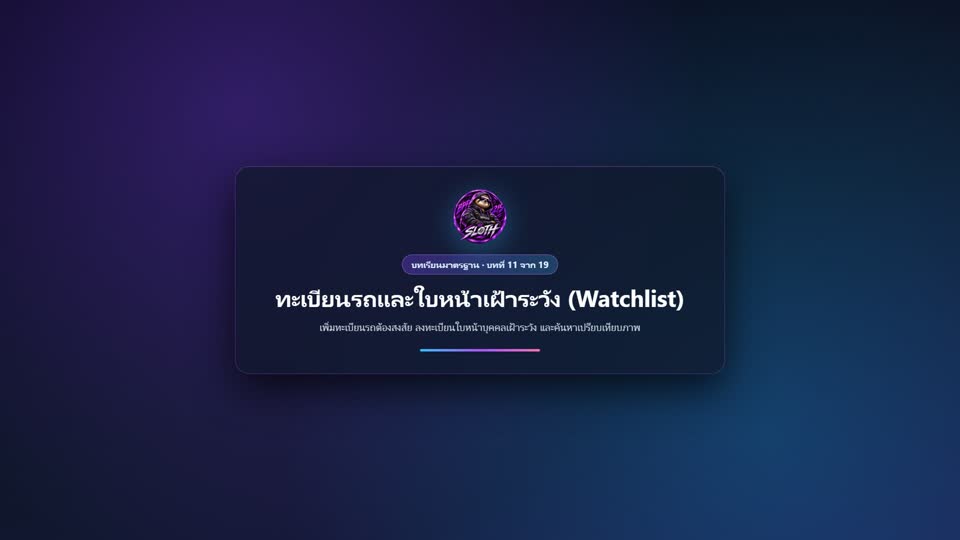 SLOTH
บทเรียนมาตรฐาน · บทที่ 11 จาก 19
ทะเบียนรถและใบหน้าเฝ้าระวัง (Watchlist)
เพิ่มทะเบียนรถต้องสงสัย ลงทะเบียนใบหน้าบุคคลเฝ้าระวัง และค้นหาเปรียบเทียบภาพ